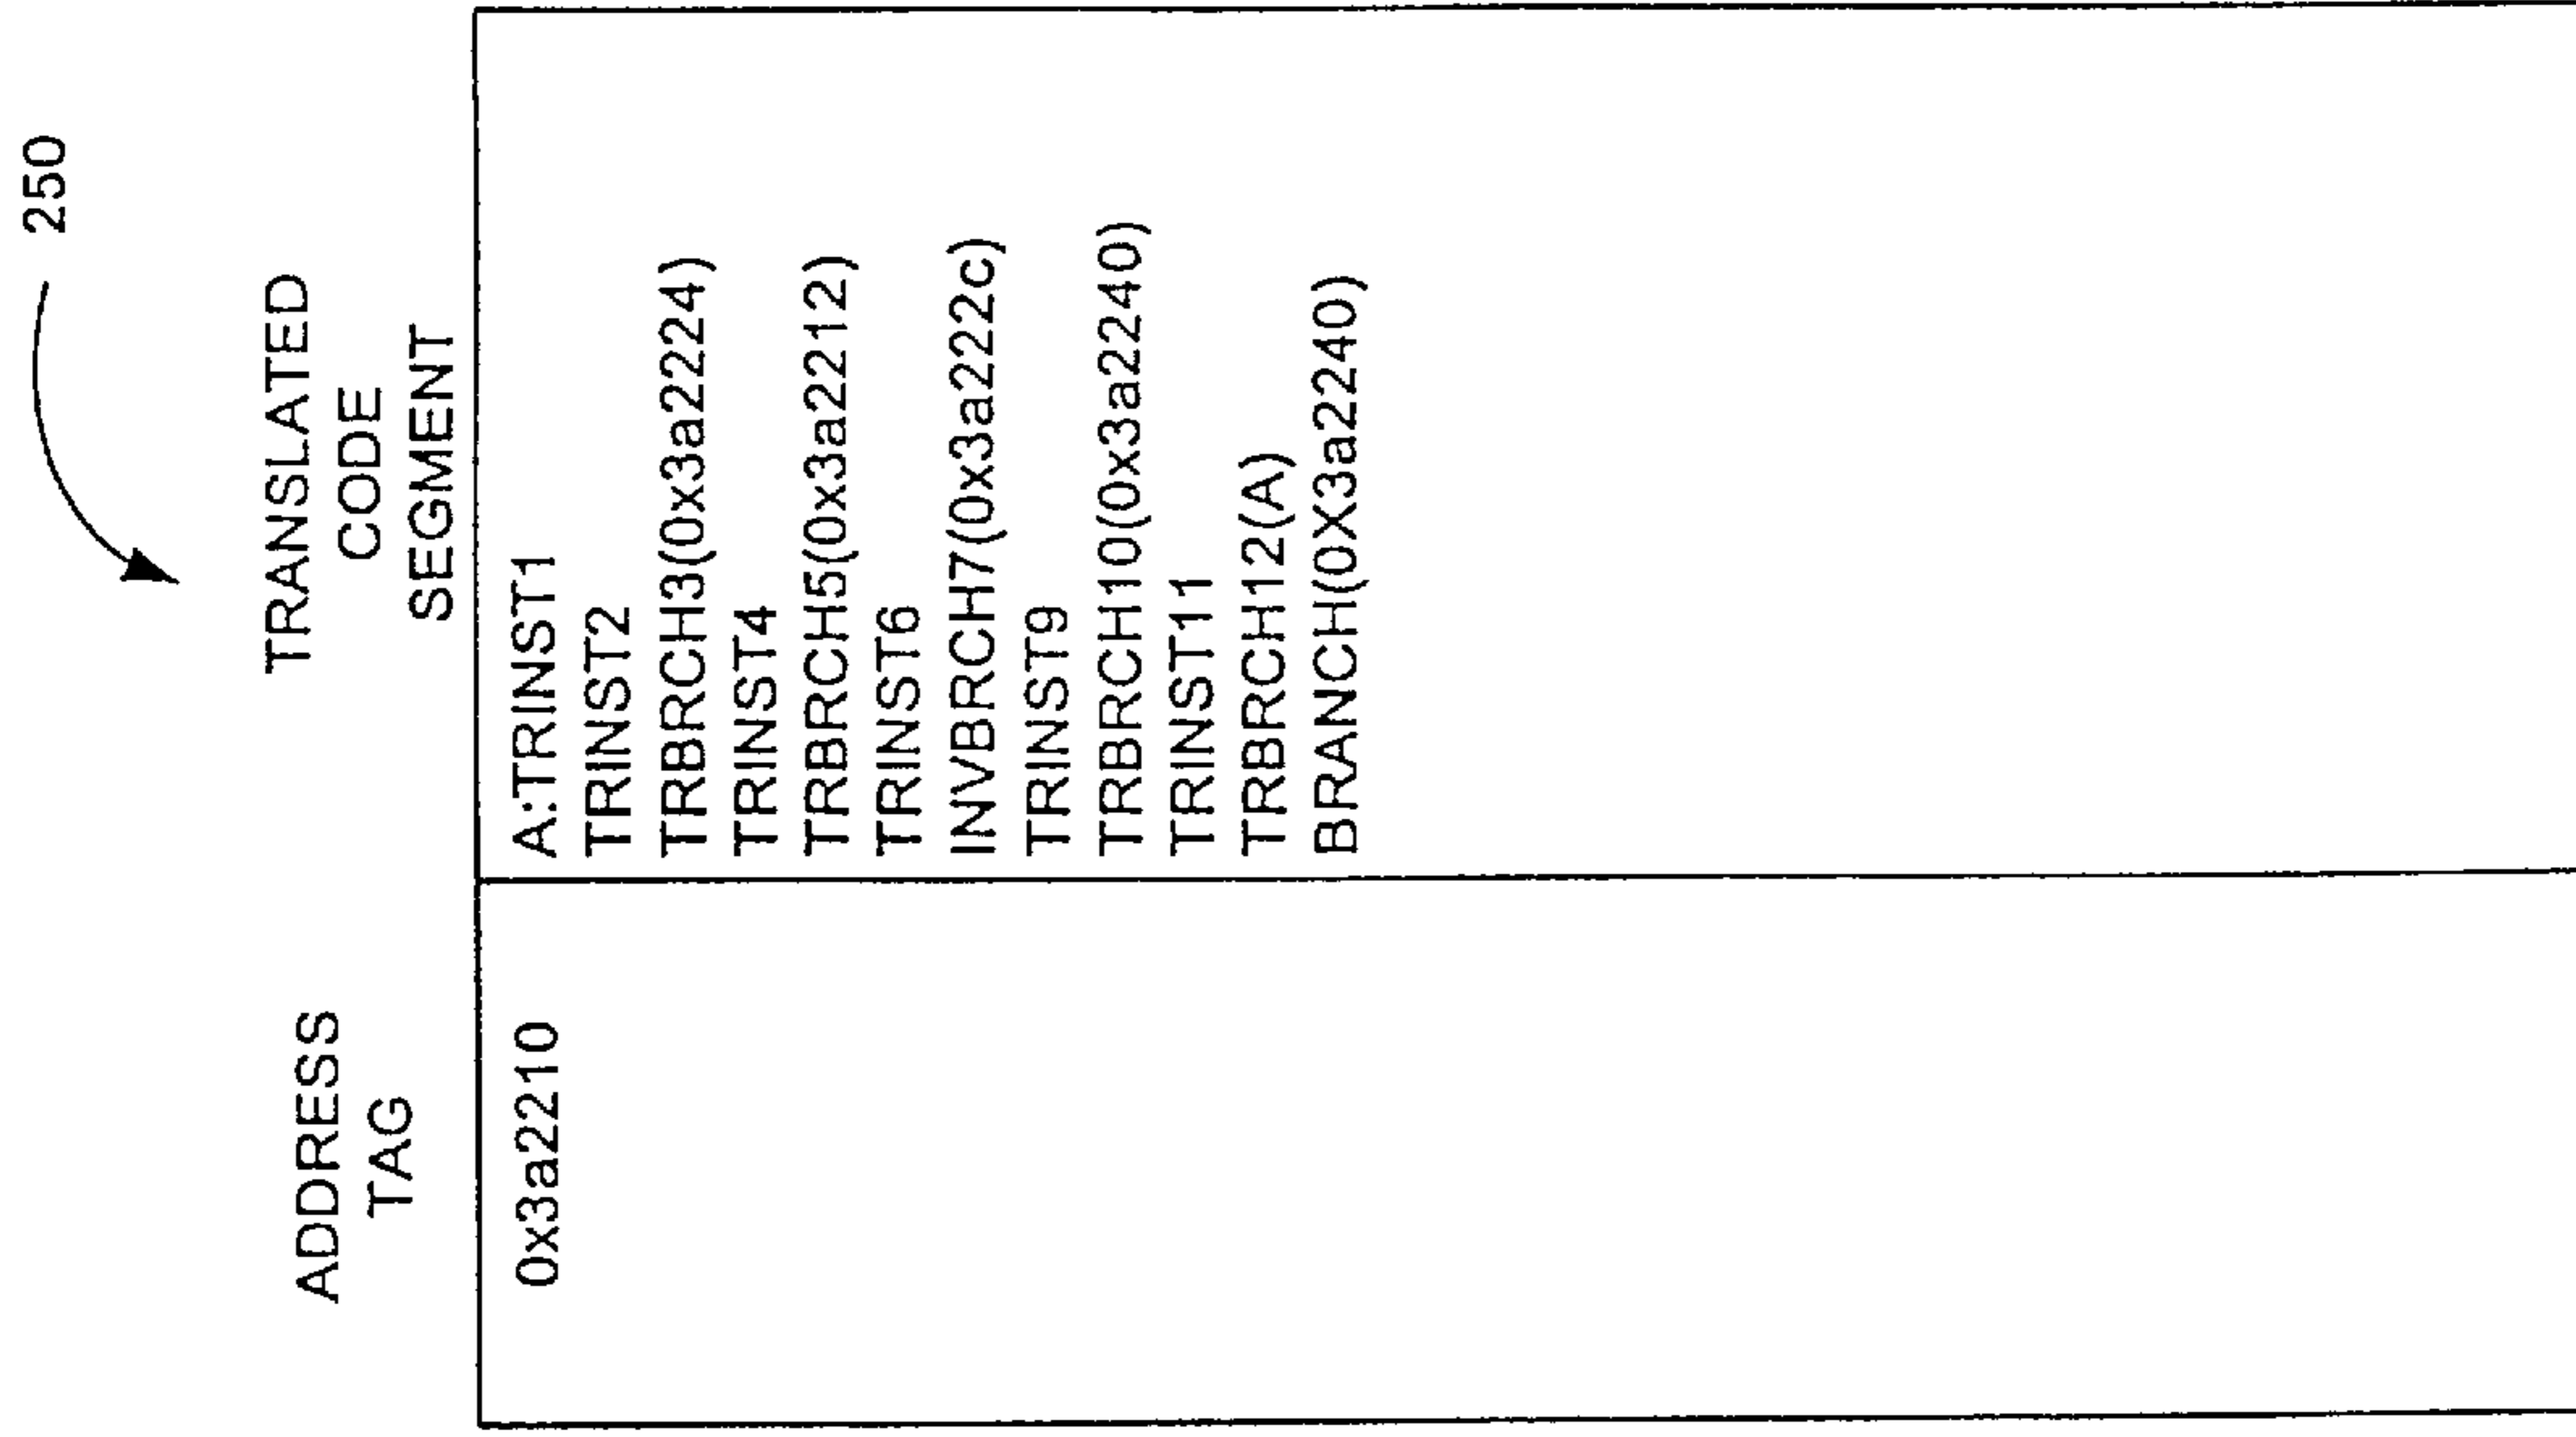 250
ADDRESS
TAG
TRANSLATED
CODE
SEGMENT
0x3a2210
A:TRINST1
TRINST2
TRBRCH3(0x3a2224)
TRINST4
TRBRCH5(0x3a2212)
TRINST6
INVBRCH7(0x3a222c)
TRINST9
TRBRCH10(0x3a2240)
TRINST11
TRBRCH12(A)
BRANCH(0X3a2240)